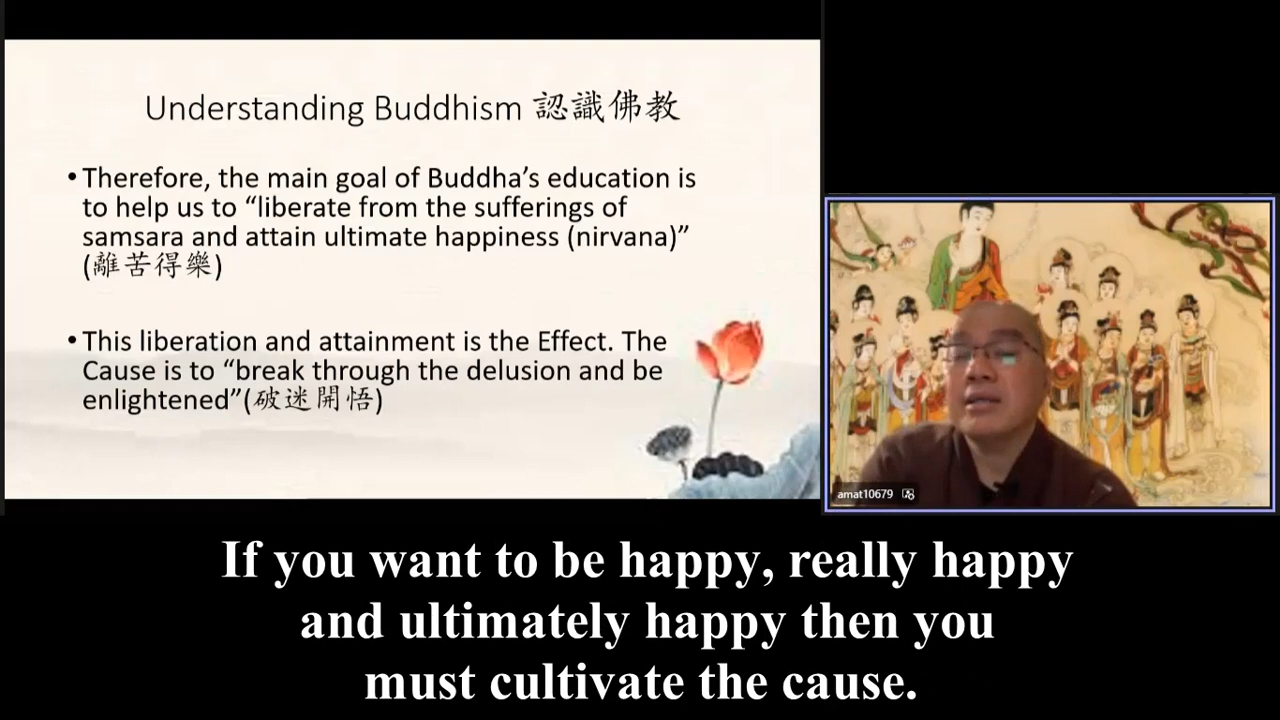 Understanding Buddhism 認識佛教
• Therefore, the main goal of Buddha’s education is
to help us to “liberate from the sufferings of
samsara and attain ultimate happiness (nirvana)”
(離苦得樂)
• This liberation and attainment is the Effect. The
Cause is to “break through the delusion and be
enlightened”(破迷開悟)
amat10679
If you want to be happy, really happy
and ultimately happy then you
must cultivate the cause.